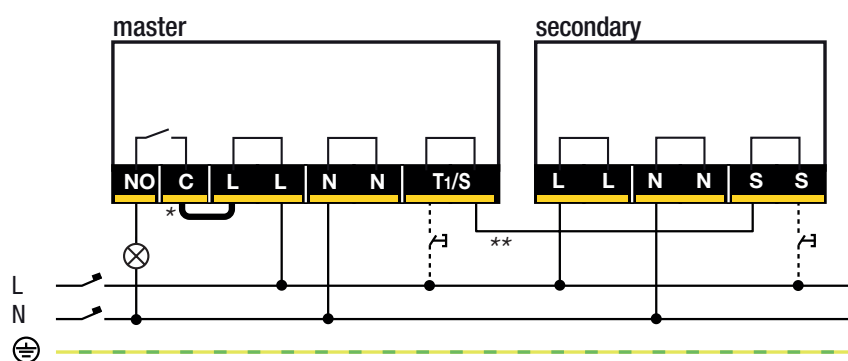 master secondary
NO C L L N N T1/S L L N N S S
* **
L
N